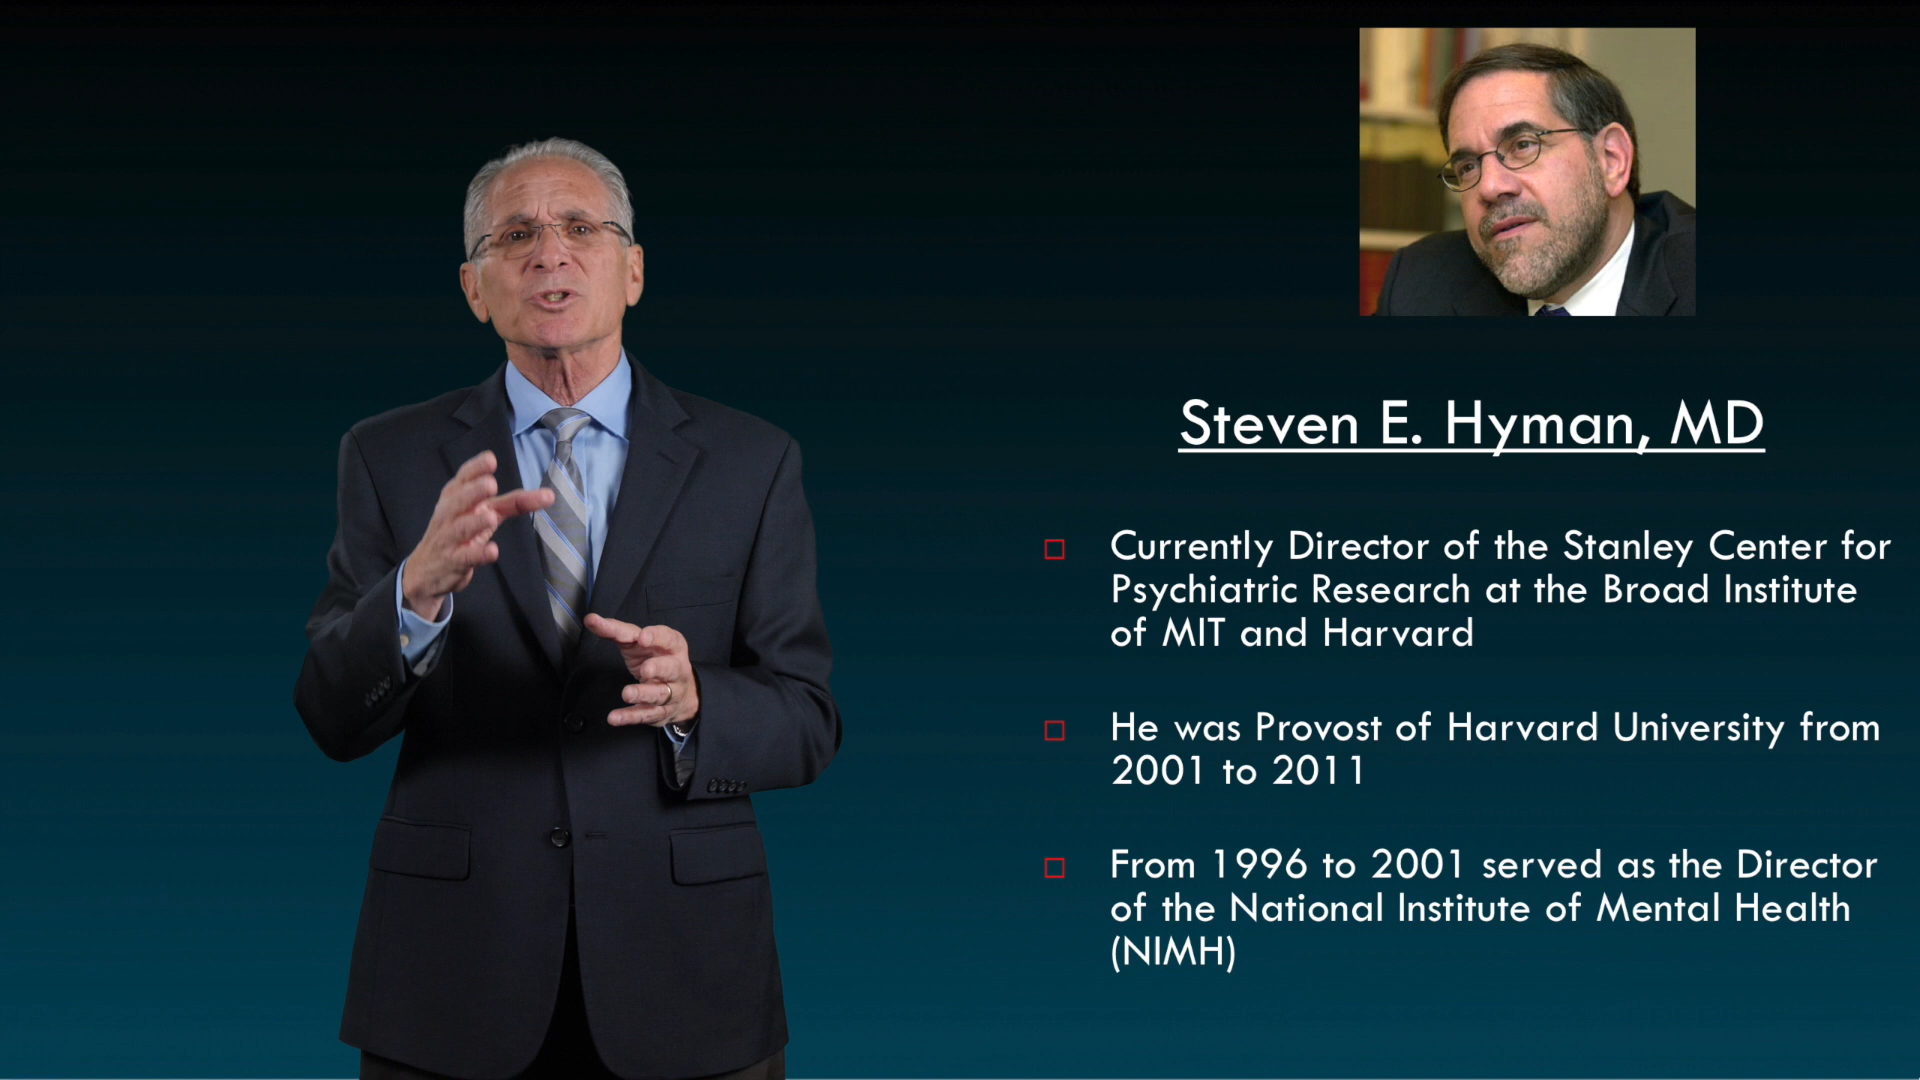 Steven E. Hyman, MD
Currently Director of the Stanley Center for
Psychiatric Research at the Broad Institute
of MIT and Harvard
He was Provost of Harvard University from
2001 to 2011
From 1996 to 2001 served as the Director
of the National Institute of Mental Health
(NIMH)